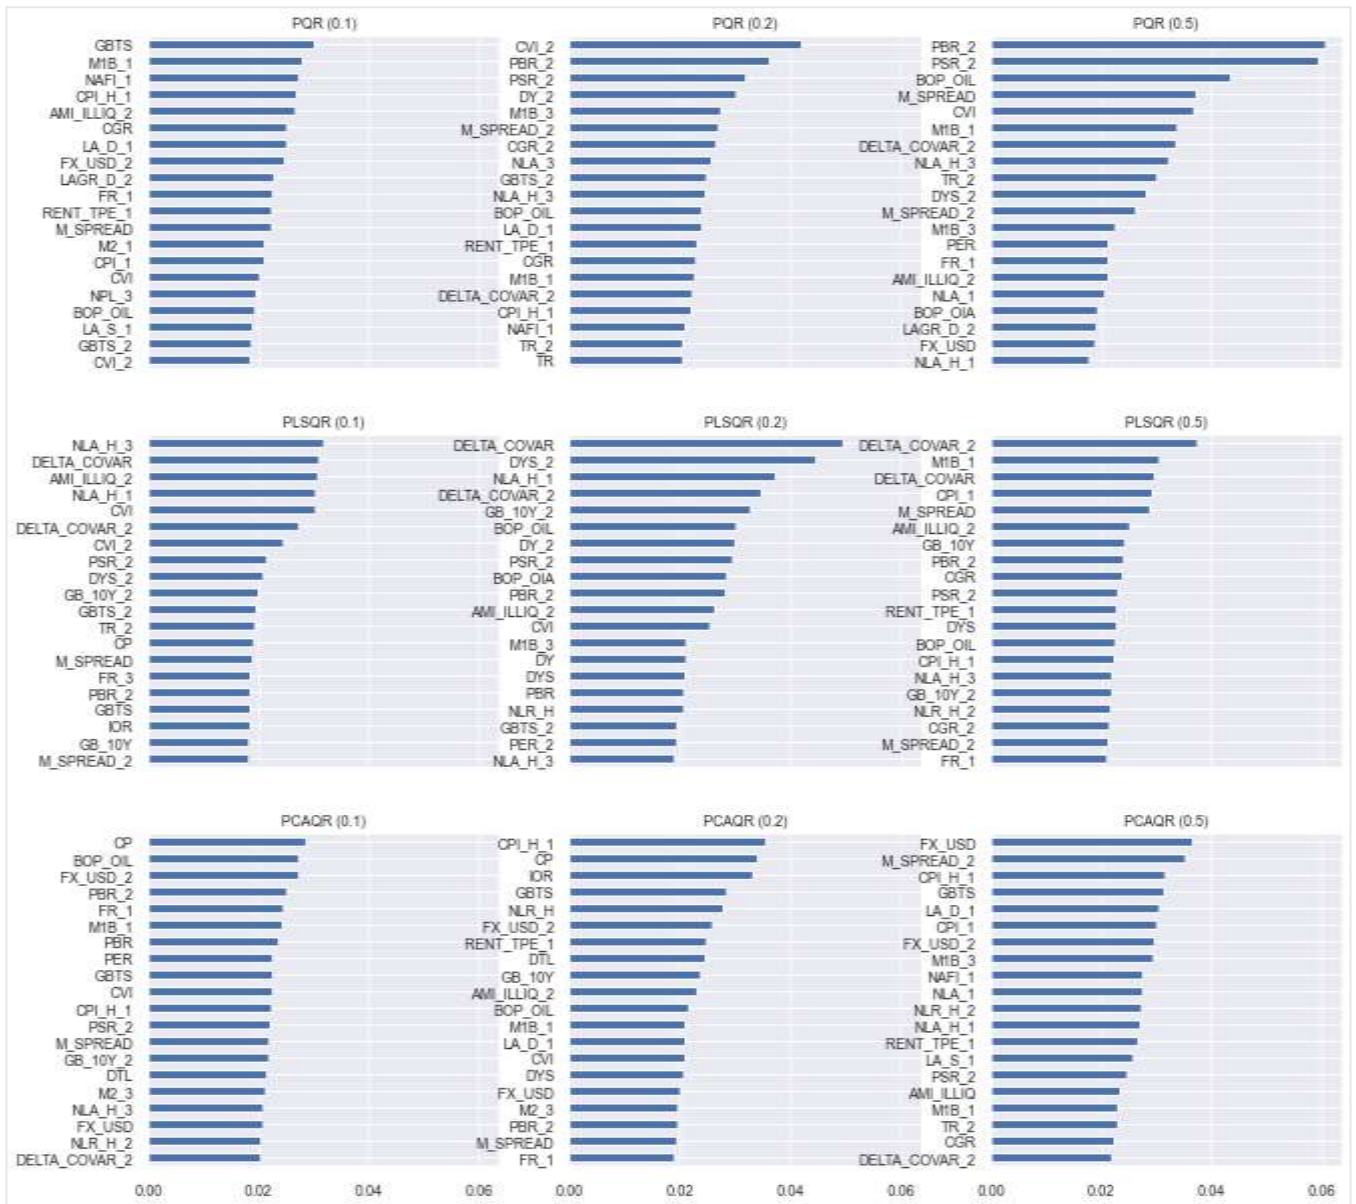 PQR (0.1)
GBTS
M1B_1
NAFI_1
CPI_H_1
AMI_ILLIQ_2
CGR
LA_D_1
FX_USD_2
LAGR_D_2
FR_1
RENT_TPE_1
M_SPREAD
M2_1
CPI_1
CVI
NPL_3
BOP_OIL
LA_S_1
GBTS_2
CVI_2
PQR (0.2)
CVI_2
PBR_2
PSR_2
DY_2
M1B_3
M_SPREAD_2
CGR_2
NLA_3
GBTS_2
NLA_H_3
BOP_OIL
LA_D_1
RENT_TPE_1
CGR
M1B_1
DELTA_COVAR_2
CPI_H_1
NAFI_1
TR_2
TR
PQR (0.5)
PBR_2
PSR_2
BOP_OIL
M_SPREAD
CVI
M1B_1
DELTA_COVAR_2
NLA_H_3
TR_2
DYS_2
M_SPREAD_2
M1B_3
PER
FR_1
AMI_ILLIQ_2
NLA_1
BOP_OIA
LAGR_D_2
FX_USD
NLA_H_1
PLSQR (0.1)
NLA_H_3
DELTA_COVAR
AMI_ILLIQ_2
NLA_H_1
CVI
DELTA_COVAR_2
CVI_2
PSR_2
DYS_2
GB_10Y_2
GBTS_2
TR_2
CP
M_SPREAD
FR_3
PBR_2
GBTS
IOR
GB_10Y
M_SPREAD_2
PLSQR (0.2)
DELTA_COVAR
DYS_2
NLA_H_1
DELTA_COVAR_2
GB_10Y_2
BOP_OIL
DY_2
PSR_2
BOP_OIA
PBR_2
AMI_ILLIQ_2
CVI
M1B_3
DY
DYS
PBR
NLR_H
GBTS_2
PER_2
NLA_H_3
PLSQR (0.5)
DELTA_COVAR_2
M1B_1
DELTA_COVAR
CPI_1
M_SPREAD
AMI_ILLIQ_2
GB_10Y
PBR_2
CGR
PSR_2
RENT_TPE_1
DYS
BOP_OIL
CPI_H_1
NLA_H_3
GB_10Y_2
NLR_H_2
CGR_2
M_SPREAD_2
FR_1
PCAQR (0.1)
CP
BOP_OIL
FX_USD_2
PBR_2
FR_1
M1B_1
PBR
PER
GBTS
CVI
CPI_H_1
PSR_2
M_SPREAD
GB_10Y_2
DTL
M2_3
NLA_H_3
FX_USD
NLR_H_2
DELTA_COVAR_2
0.00 0.02 0.04 0.06
PCAQR (0.2)
CPI_H_1
CP
IOR
GBTS
NLR_H
FX_USD_2
RENT_TPE_1
DTL
GB_10Y
AMI_ILLIQ_2
BOP_OIL
M1B_1
LA_D_1
CVI
DYS
FX_USD
M2_3
PBR_2
M_SPREAD
FR_1
0.00 0.02 0.04 0.06
PCAQR (0.5)
FX_USD
M_SPREAD_2
CPI_H_1
GBTS
LA_D_1
CPI_1
FX_USD_2
M1B_3
NAFI_1
NLA_1
NLR_H_2
NLA_H_1
RENT_TPE_1
LA_S_1
PSR_2
AMI_ILLIQ
M1B_1
TR_2
CGR
DELTA_COVAR_2
0.00 0.02 0.04 0.06